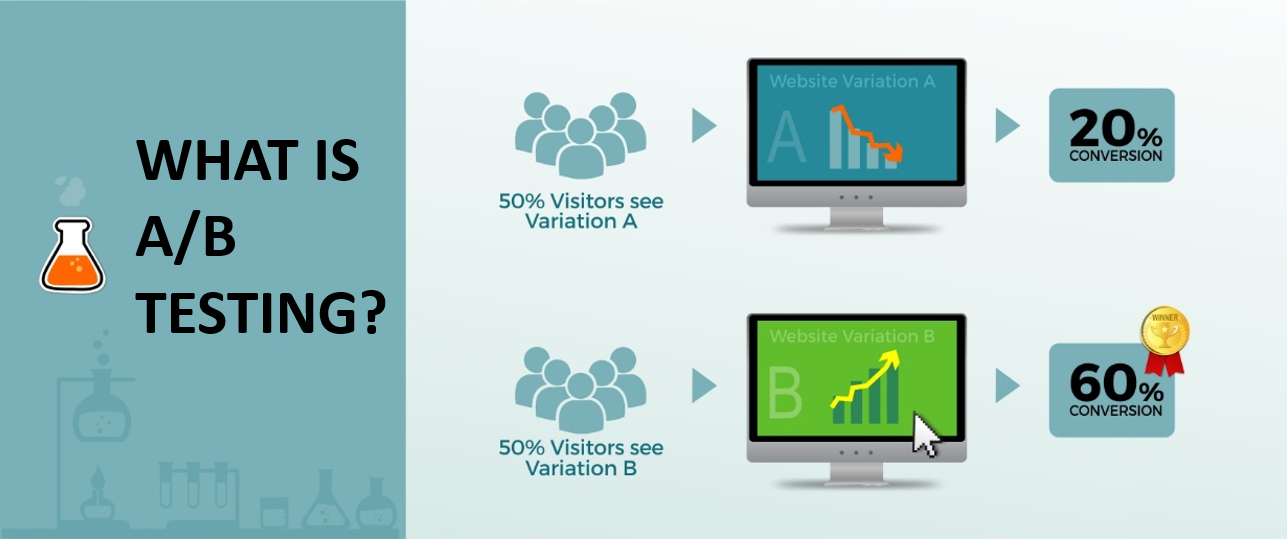 WHAT IS
A/B
TESTING?
50% Visitors see
Variation A
Website Variation A
A
20%
CONVERSION
50% Visitors see
Variation B
Website Variation B
B
WINNER
60%
CONVERSION